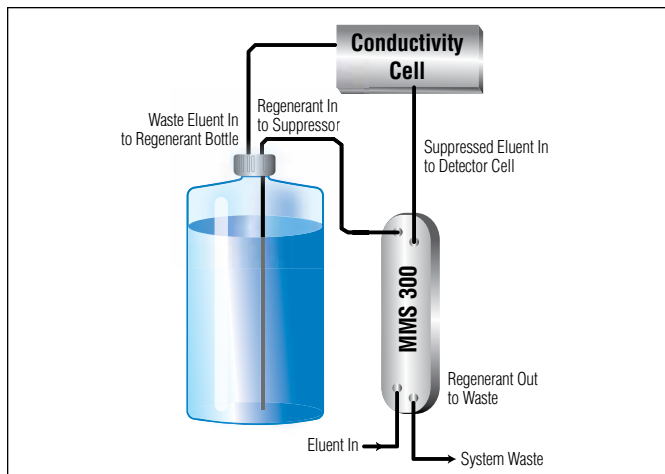 Conductivity
Cell
Waste Eluent In
to Regenerant Bottle
Regenerant In
to Suppressor
Suppressed Eluent In
to Detector Cell
MMS 300
Regenerant Out
to Waste
Eluent In
System Waste